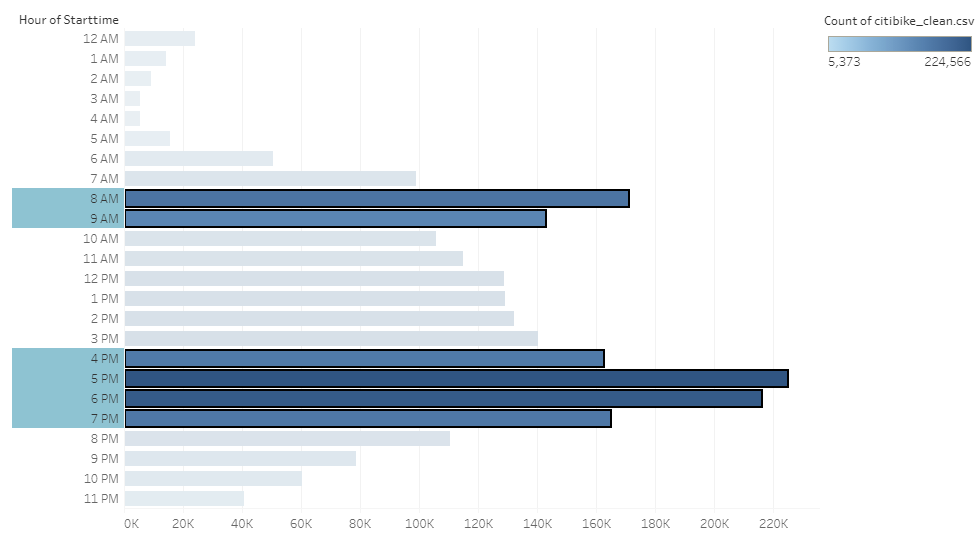 Hour of Starttime
Count of citibike_clean.csv
5,373 224,566
12 AM
1 AM
2 AM
3 AM
4 AM
5 AM
6 AM
7 AM
8 AM
9 AM
10 AM
11 AM
12 PM
1 PM
2 PM
3 PM
4 PM
5 PM
6 PM
7 PM
8 PM
9 PM
10 PM
11 PM
0K 20K 40K 60K 80K 100K 120K 140K 160K 180K 200K 220K